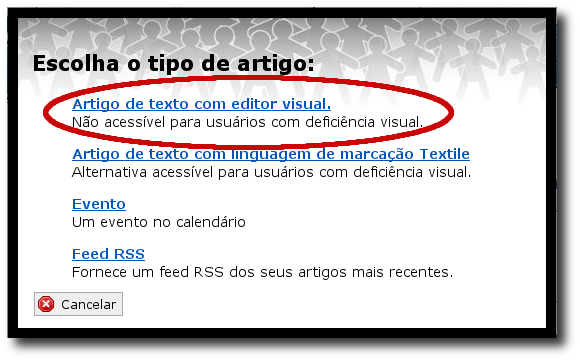 Escolha o tipo de artigo:
Artigo de texto com editor visual.
Não acessível para usuários com deficiência visual.
Artigo de texto com linguagem de marcação Textile
Alternativa acessível para usuários com deficiência visual.
Evento
Um evento no calendário
Feed RSS
Fornece um feed RSS dos seus artigos mais recentes.
Cancelar